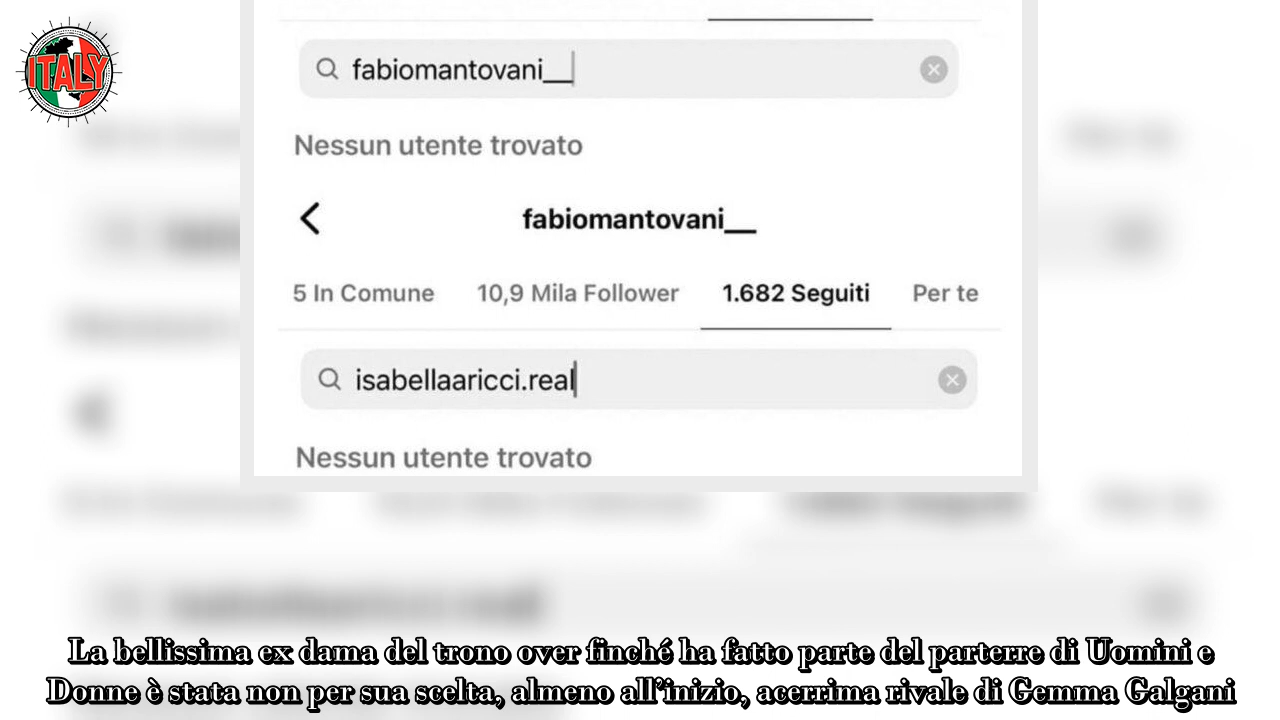 ITALY
fabiomantovani__
Nessun utente trovato
fabiomantovani__
5 In Comune 10,9 Mila Follower 1.682 Seguiti Per te
isabellaaricci.real
Nessun utente trovato
La bellissima ex dama del trono over finché ha fatto parte del parterre di Uomini e
Donne è stata non per sua scelta, almeno all'inizio, acerrima rivale di Gemma Galgani